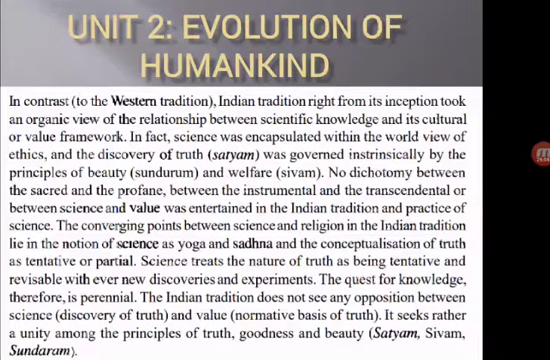 UNIT 2: EVOLUTION OF
HUMANKIND
In contrast (to the Western tradition), Indian tradition right from its inception took
an organic view of the relationship between scientific knowledge and its cultural
or value framework. In fact, science was encapsulated within the world view of
ethics, and the discovery of truth (satyam) was governed instrinsically by the
principles of beauty (sundurum) and welfare (sivam). No dichotomy between
the sacred and the profane, between the instrumental and the transcendental or
between science and value was entertained in the Indian tradition and practice of
science. The converging points between science and religion in the Indian tradition
lie in the notion of science as yoga and sadhna and the conceptualisation of truth
as tentative or partial. Science treats the nature of truth as being tentative and
revisable with ever new discoveries and experiments. The quest for knowledge,
therefore, is perennial. The Indian tradition does not see any opposition between
science (discovery of truth) and value (normative basis of truth). It seeks rather
a unity among the principles of truth, goodness and beauty (Satyam, Sivam,
Sundaram).